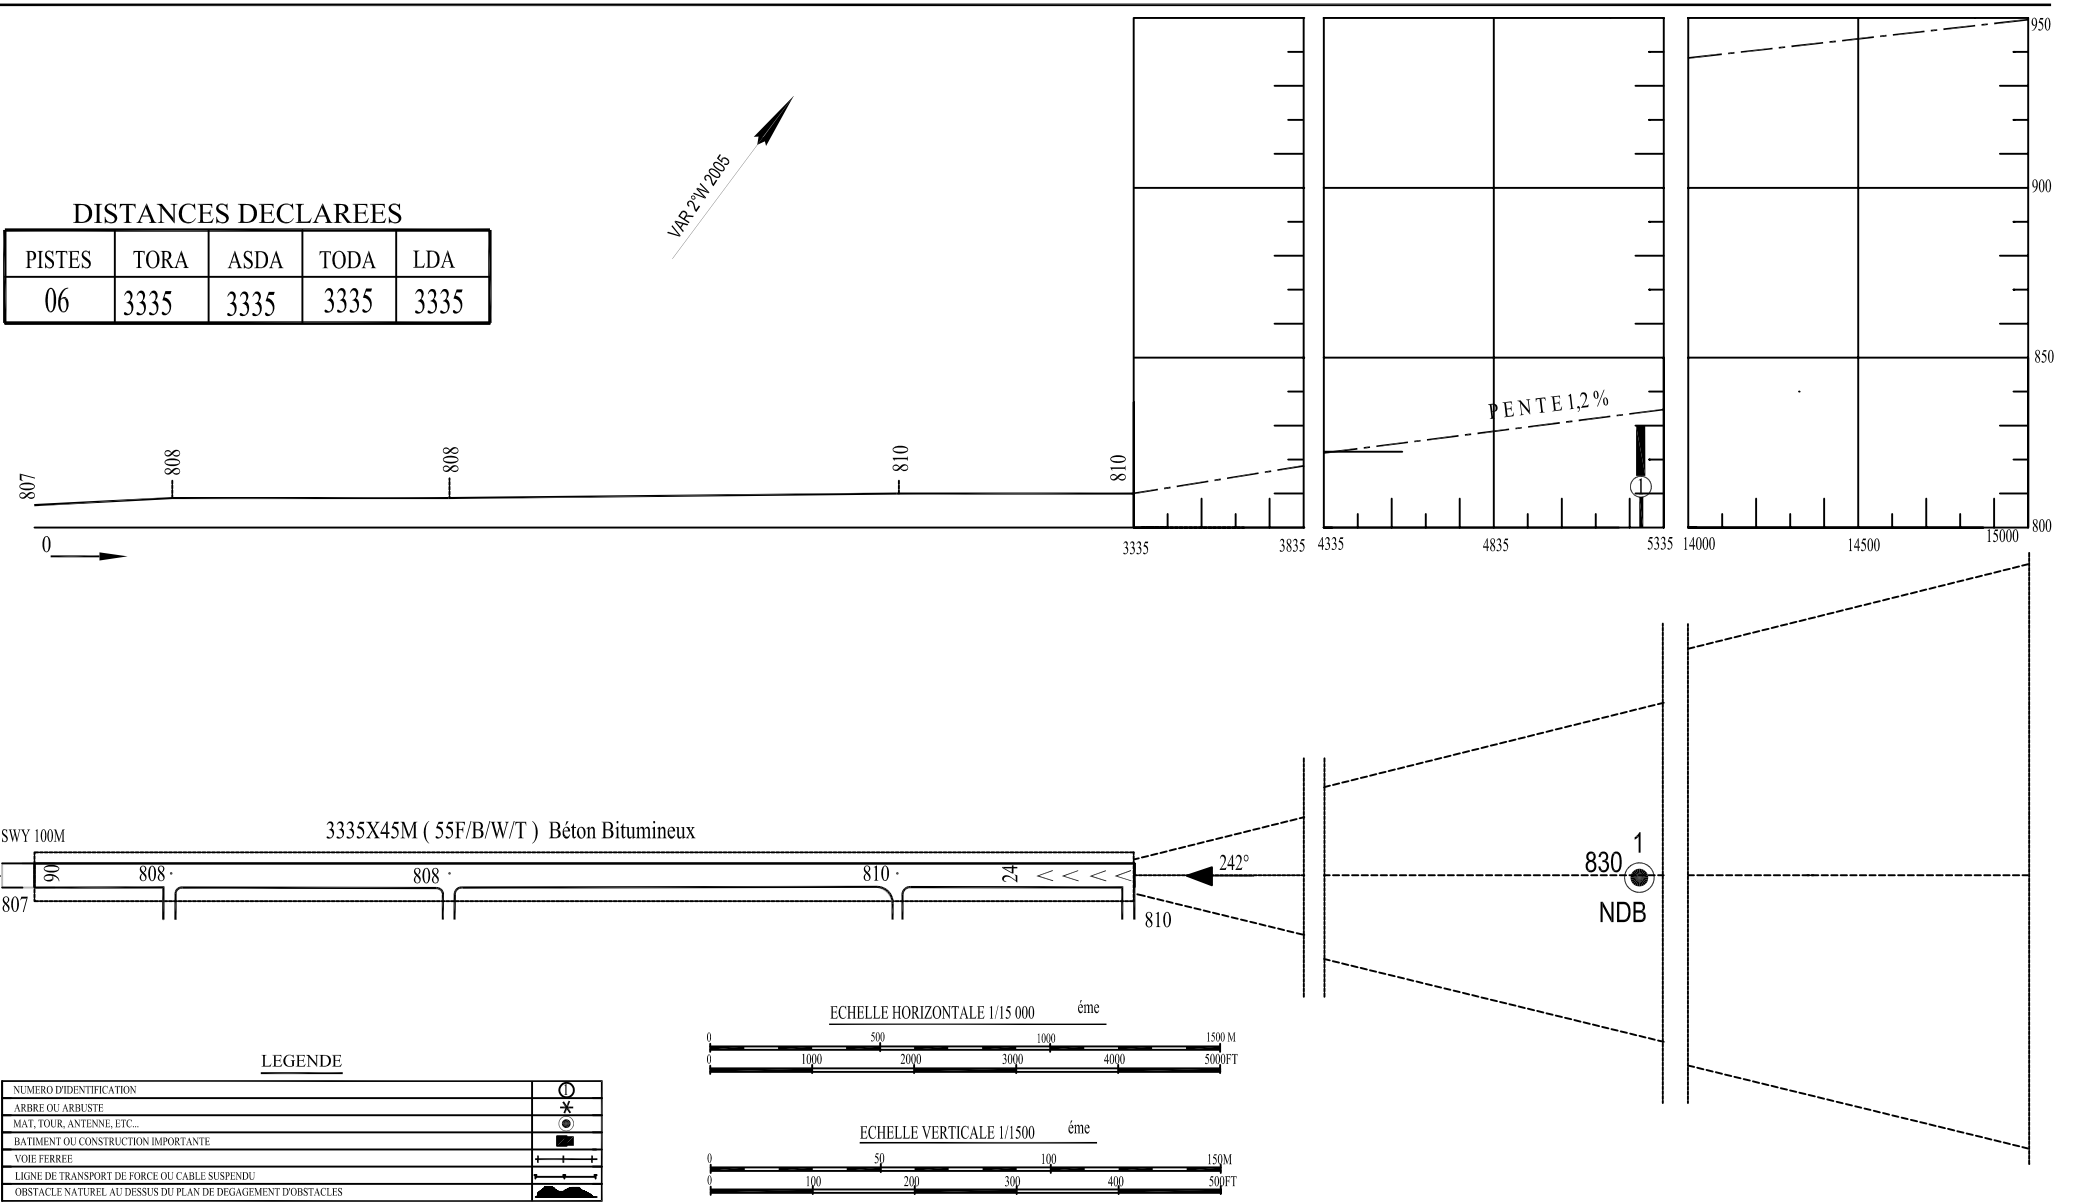 950
900
850
800
VAR 2°W 2005
DISTANCES DECLAREES
PISTES TORA ASDA TODA LDA
06 3335 3335 3335 3335
PENTE 1,2 %
807 808 808 810 810
1
0
3335 3835 4335 4835 5335 14000 14500 15000
SWY 100M
3335X45M ( 55F/B/W/T ) Béton Bitumineux
06 808 808 810 24
242°
807
810
1
830
NDB
ECHELLE HORIZONTALE 1/15 000 éme
0 500 1000 1500 M
0 1000 2000 3000 4000 5000FT
LEGENDE
NUMERO D'IDENTIFICATION 1
ARBRE OU ARBUSTE
MAT, TOUR, ANTENNE, ETC...
BATIMENT OU CONSTRUCTION IMPORTANTE
VOIE FERREE
LIGNE DE TRANSPORT DE FORCE OU CABLE SUSPENDU
OBSTACLE NATUREL AU DESSUS DU PLAN DE DEGAGEMENT D'OBSTACLES
ECHELLE VERTICALE 1/1500 éme
0 50 100 150M
0 100 200 300 400 500FT